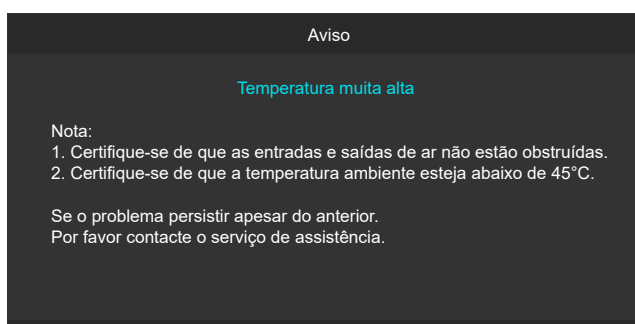 Aviso
Temperatura muita alta
Nota:
1. Certifique-se de que as entradas e saídas de ar não estão obstruídas.
2. Certifique-se de que a temperatura ambiente esteja abaixo de 45°C.
Se o problema persistir apesar do anterior.
Por favor contacte o serviço de assistência.